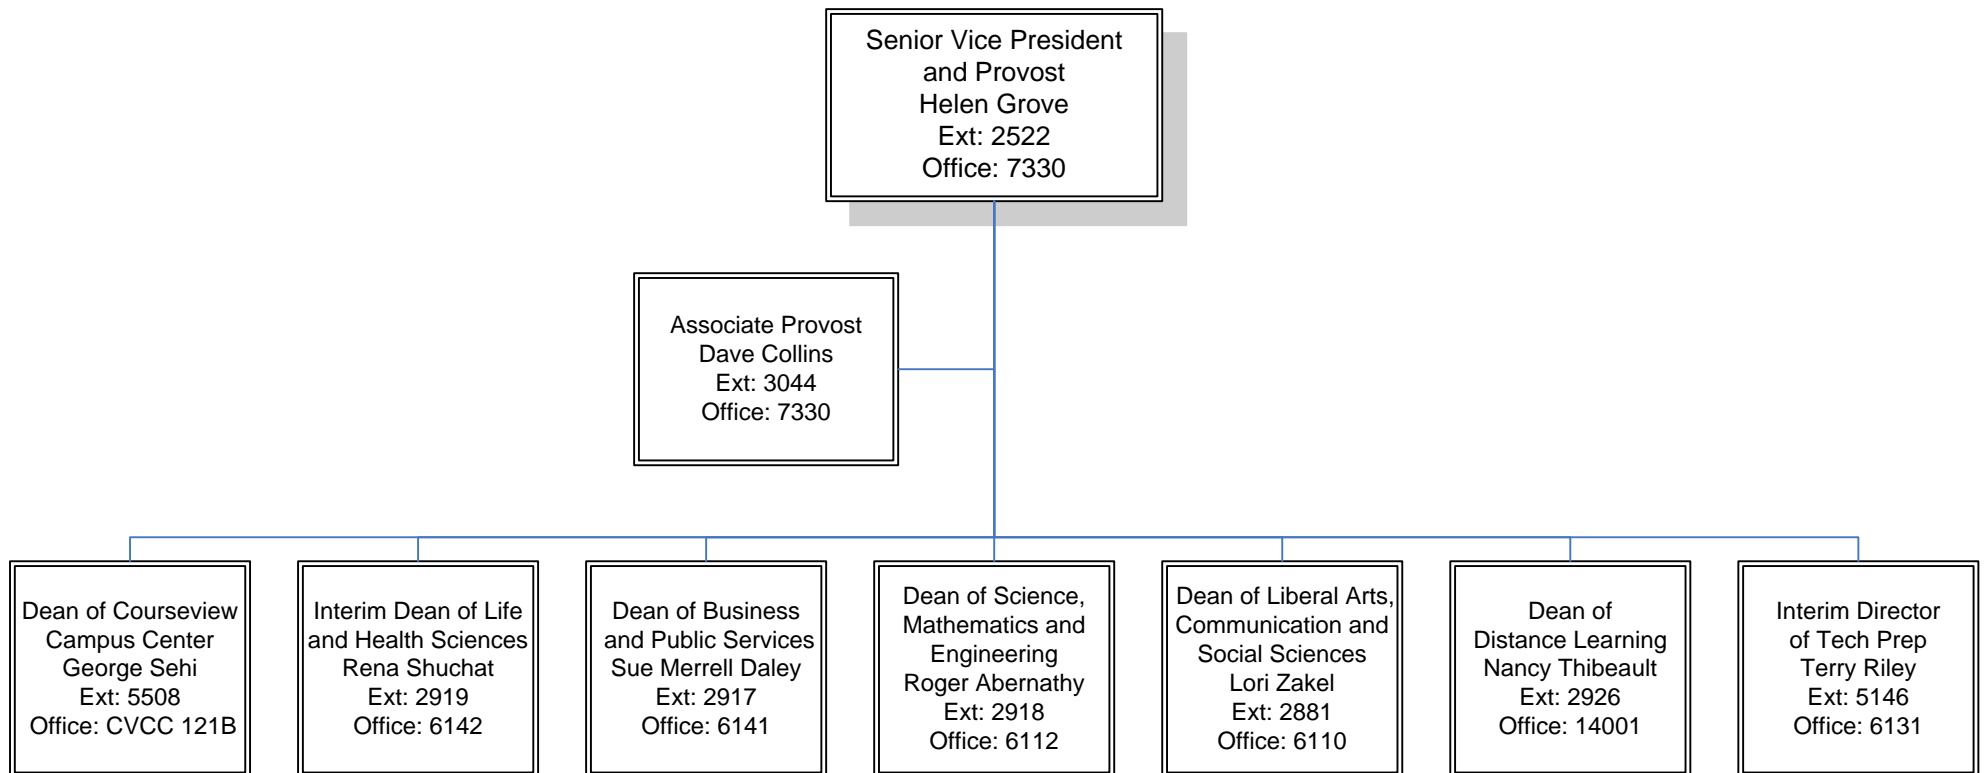 Senior Vice President
and Provost
Helen Grove
Ext: 2522
Office: 7330
Associate Provost
Dave Collins
Ext: 3044
Office: 7330
Dean of Courseview
Campus Center
George Sehi
Ext: 5508
Office: CVCC 121B
Interim Dean of Life
and Health Sciences
Rena Shuchat
Ext: 2919
Office: 6142
Dean of Business
and Public Services
Sue Merrell Daley
Ext: 2917
Office: 6141
Dean of Science,
Mathematics and
Engineering
Roger Abernathy
Ext: 2918
Office: 6112
Dean of Liberal Arts,
Communication and
Social Sciences
Lori Zakel
Ext: 2881
Office: 6110
Dean of
Distance Learning
Nancy Thibeault
Ext: 2926
Office: 14001
Interim Director
of Tech Prep
Terry Riley
Ext: 5146
Office: 6131